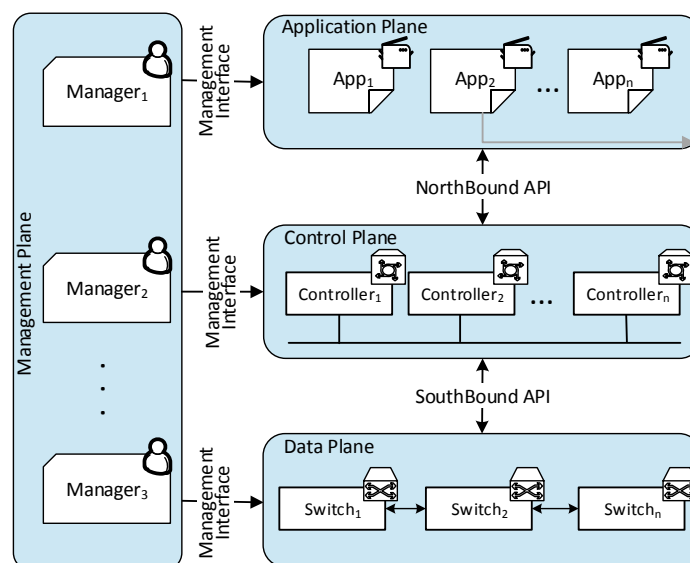 Management Plane
Manager₁
Manager₂
Manager₃
Management
Interface
Management
Interface
Management
Interface
Application Plane
App₁
App₂
...
Appₙ
NorthBound API
Control Plane
Controller₁
Controller₂
...
Controllerₙ
SouthBound API
Data Plane
Switch₁
Switch₂
Switchₙ